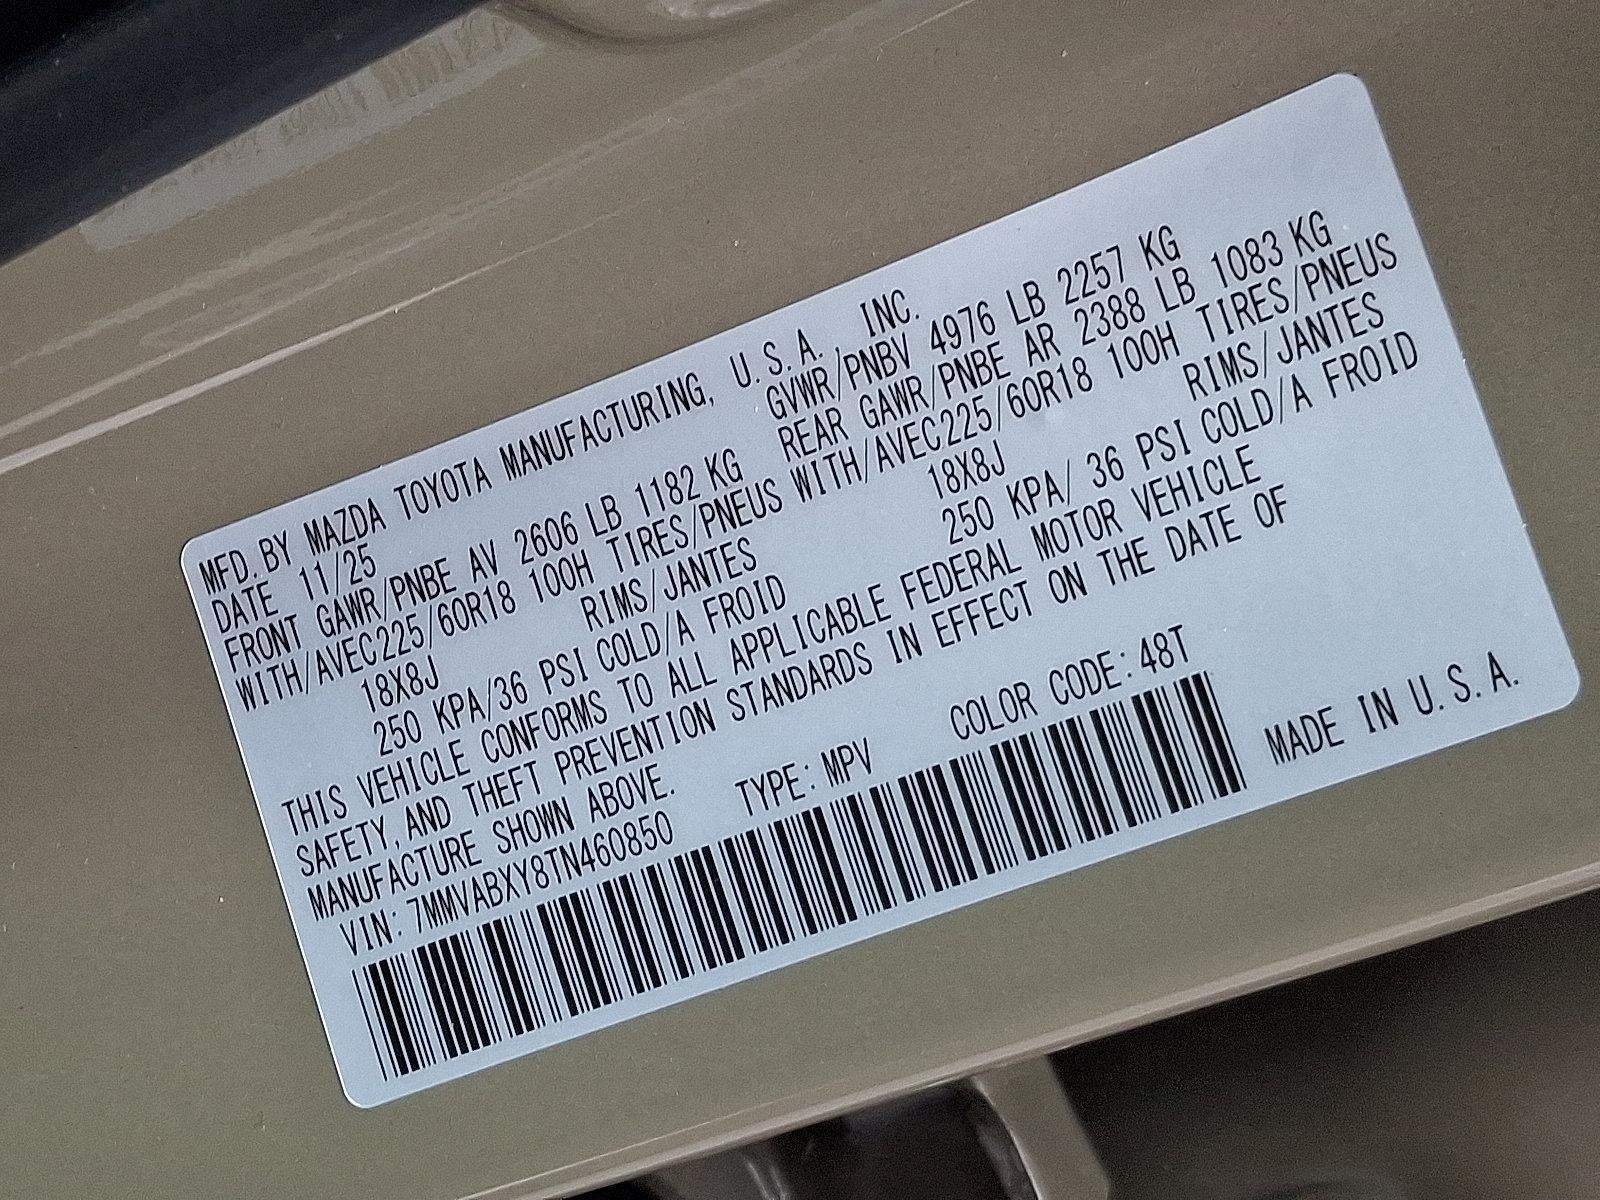 MFD. BY MAZDA TOYOTA MANUFACTURING, U.S.A., INC.
DATE 11/25 GVWR/PNBV 4976 LB 2257 KG
FRONT GAWR/PNBE AV 2606 LB 1182 KG REAR GAWR/PNBE AR 2388 LB 1083 KG
WITH/AVEC225/60R18 100H TIRES/PNEUS WITH/AVEC225/60R18 100H TIRES/PNEUS
18X8J RIMS/JANTES 18X8J RIMS/JANTES
250 KPA/36 PSI COLD/A FROID 250 KPA/ 36 PSI COLD/A FROID
THIS VEHICLE CONFORMS TO ALL APPLICABLE FEDERAL MOTOR VEHICLE
SAFETY, AND THEFT PREVENTION STANDARDS IN EFFECT ON THE DATE OF
MANUFACTURE SHOWN ABOVE.
VIN: 7MMVABXY8TN460850 TYPE: MPV COLOR CODE: 48T
MADE IN U.S.A.